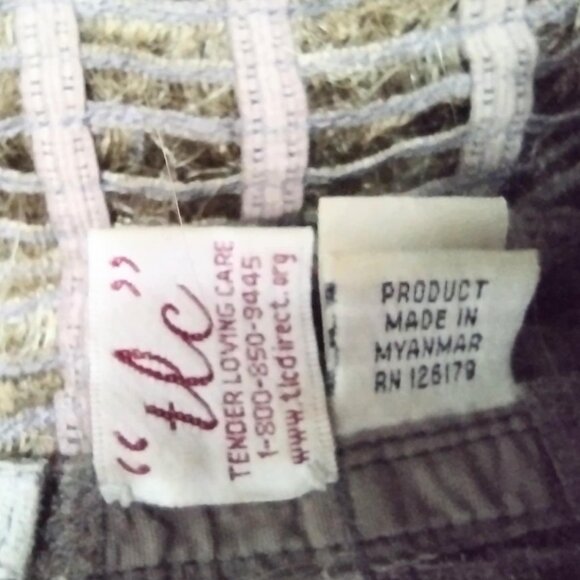 “tlc”
TENDER LOVING CARE
1-800-850-9445
www.tlcdirect.org
PRODUCT
MADE IN
MYANMAR
RN 126179